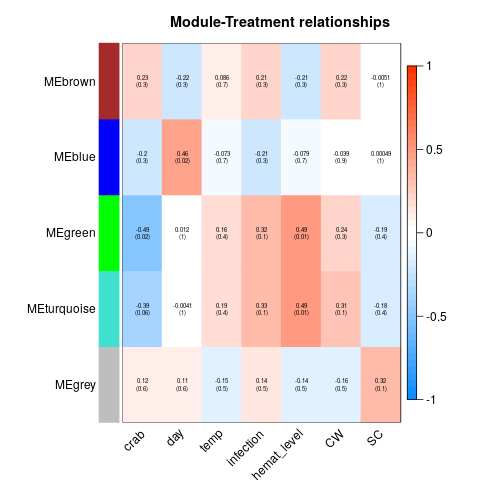 Module-Treatment relationships
MEbrown
0.23 -0.22 0.086 0.21 -0.21 0.22 -0.0051
(0.3) (0.3) (0.7) (0.3) (0.3) (0.3) (1)
MEblue
-0.2 0.46 -0.073 -0.21 -0.079 -0.039 0.00049
(0.3) (0.02) (0.7) (0.3) (0.7) (0.9) (1)
MEgreen
-0.49 0.012 0.16 0.32 0.49 0.24 -0.19
(0.02) (1) (0.4) (0.1) (0.01) (0.3) (0.4)
MEturquoise
-0.39 -0.0041 0.19 0.33 0.49 0.31 -0.18
(0.06) (1) (0.4) (0.1) (0.01) (0.1) (0.4)
MEgrey
0.12 0.11 -0.15 0.14 -0.14 -0.16 0.32
(0.6) (0.6) (0.5) (0.5) (0.5) (0.5) (0.1)
crab day temp infection hemat_level CW SC
1
0.5
0
-0.5
-1